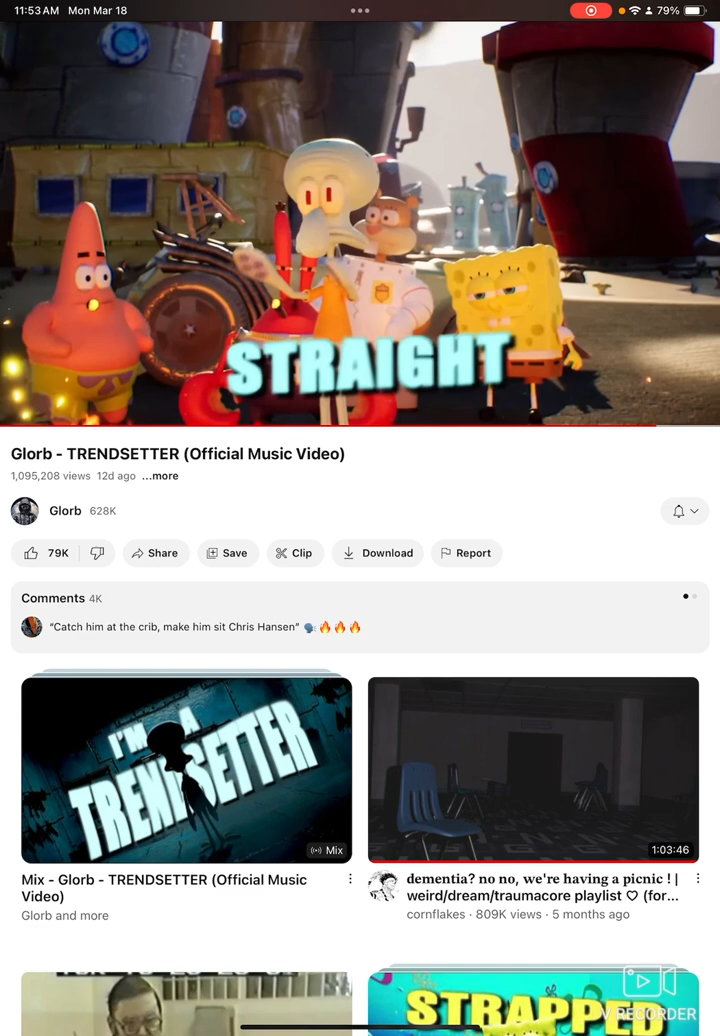 11:53 AM Mon Mar 18
79%
STRAIGHT
Glorb - TRENDSETTER (Official Music Video)
1,095,208 views 12d ago ...more
Glorb 628K
79K Share Save Clip Download Report
Comments 4K
“Catch him at the crib, make him sit Chris Hansen” 🗣️🔥🔥🔥
I'M A
TRENDSETTER
Mix
1:03:46
Mix - Glorb - TRENDSETTER (Official Music
Video)
Glorb and more
dementia? no no, we're having a picnic ! |
weird/dream/traumacore playlist ♡ (for...
cornflakes · 809K views · 5 months ago
STRAPPED
V RECORDER